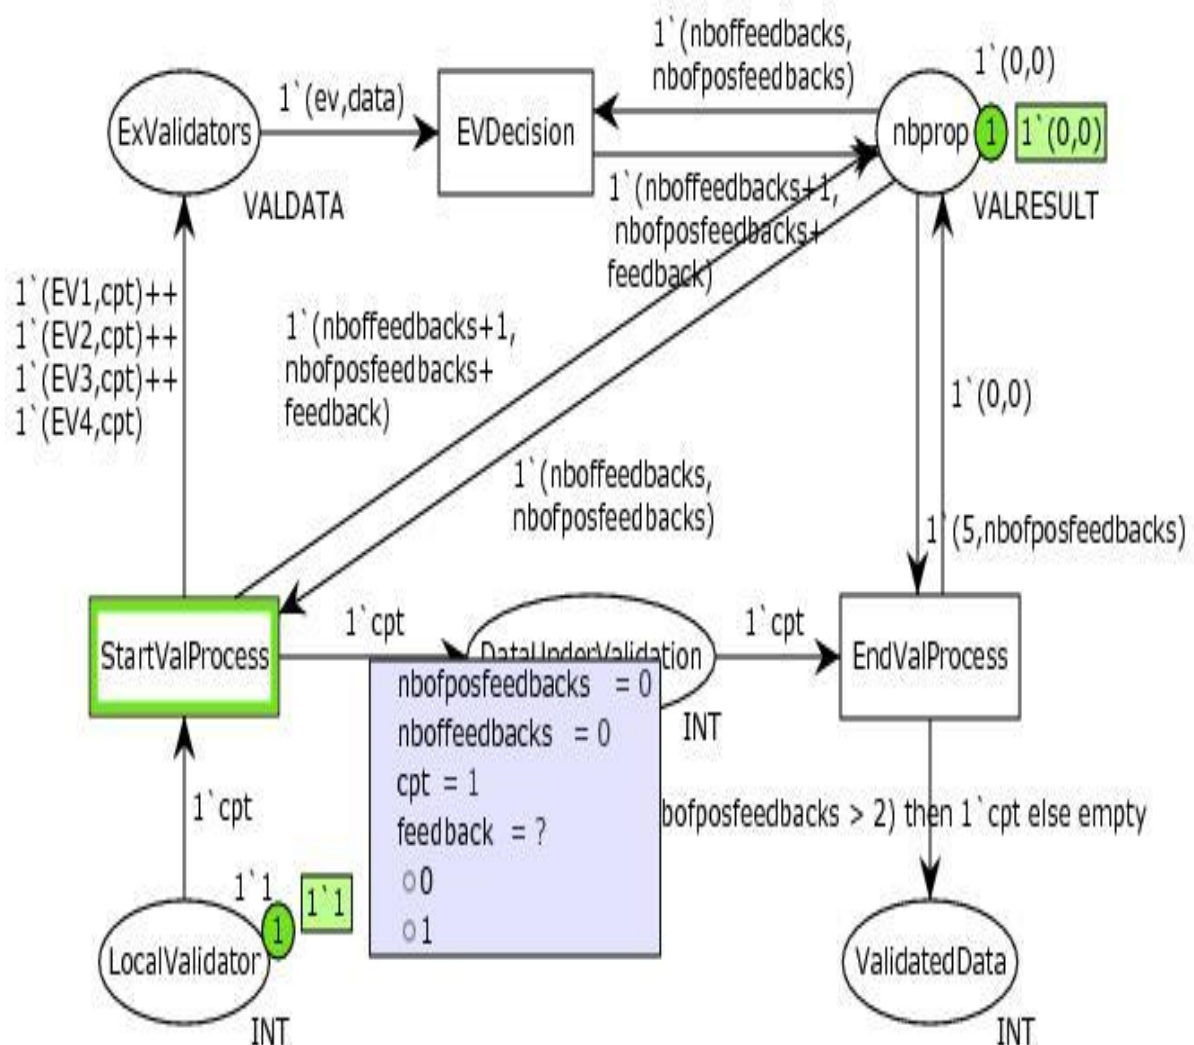 1`(nboffeedbacks,
nbofposfeedbacks)
1`(0,0)
1`(ev,data)
ExValidators
EVDecision
nbprop
1
1`(0,0)
VALDATA
VALRESULT
1`(nboffeedbacks+1,
nbofposfeedbacks+
feedback)
1`(EV1,cpt)++
1`(EV2,cpt)++
1`(EV3,cpt)++
1`(EV4,cpt)
1`(nboffeedbacks+1,
nbofposfeedbacks+
feedback)
1`(0,0)
1`(nboffeedbacks,
nbofposfeedbacks)
1`(5,nbofposfeedbacks)
1`cpt
1`cpt
StartValProcess
DataUnderValidation
EndValProcess
INT
nbofposfeedbacks = 0
nboffeedbacks = 0
cpt = 1
feedback = ?
0
1
1`cpt
bofposfeedbacks > 2) then 1`cpt else empty
1`1
1
1`1
LocalValidator
INT
ValidatedData
INT